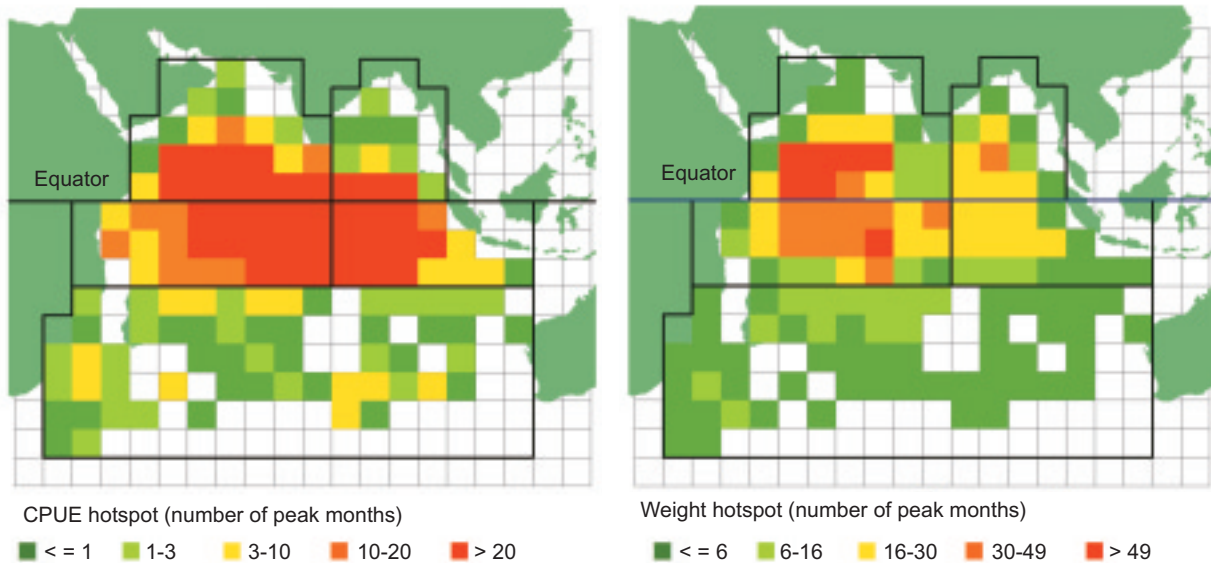 Equator
Equator
CPUE hotspot (number of peak months)
< = 1 1-3 3-10 10-20 > 20
Weight hotspot (number of peak months)
< = 6 6-16 16-30 30-49 > 49